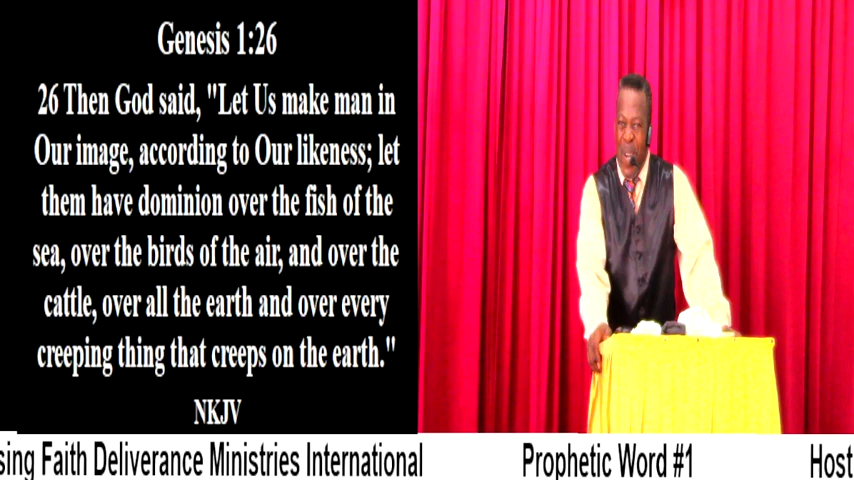 Genesis 1:26
26 Then God said, "Let Us make man in
Our image, according to Our likeness; let
them have dominion over the fish of the
sea, over the birds of the air, and over the
cattle, over all the earth and over every
creeping thing that creeps on the earth."
NKJV
sing Faith Deliverance Ministries International Prophetic Word #1 Host